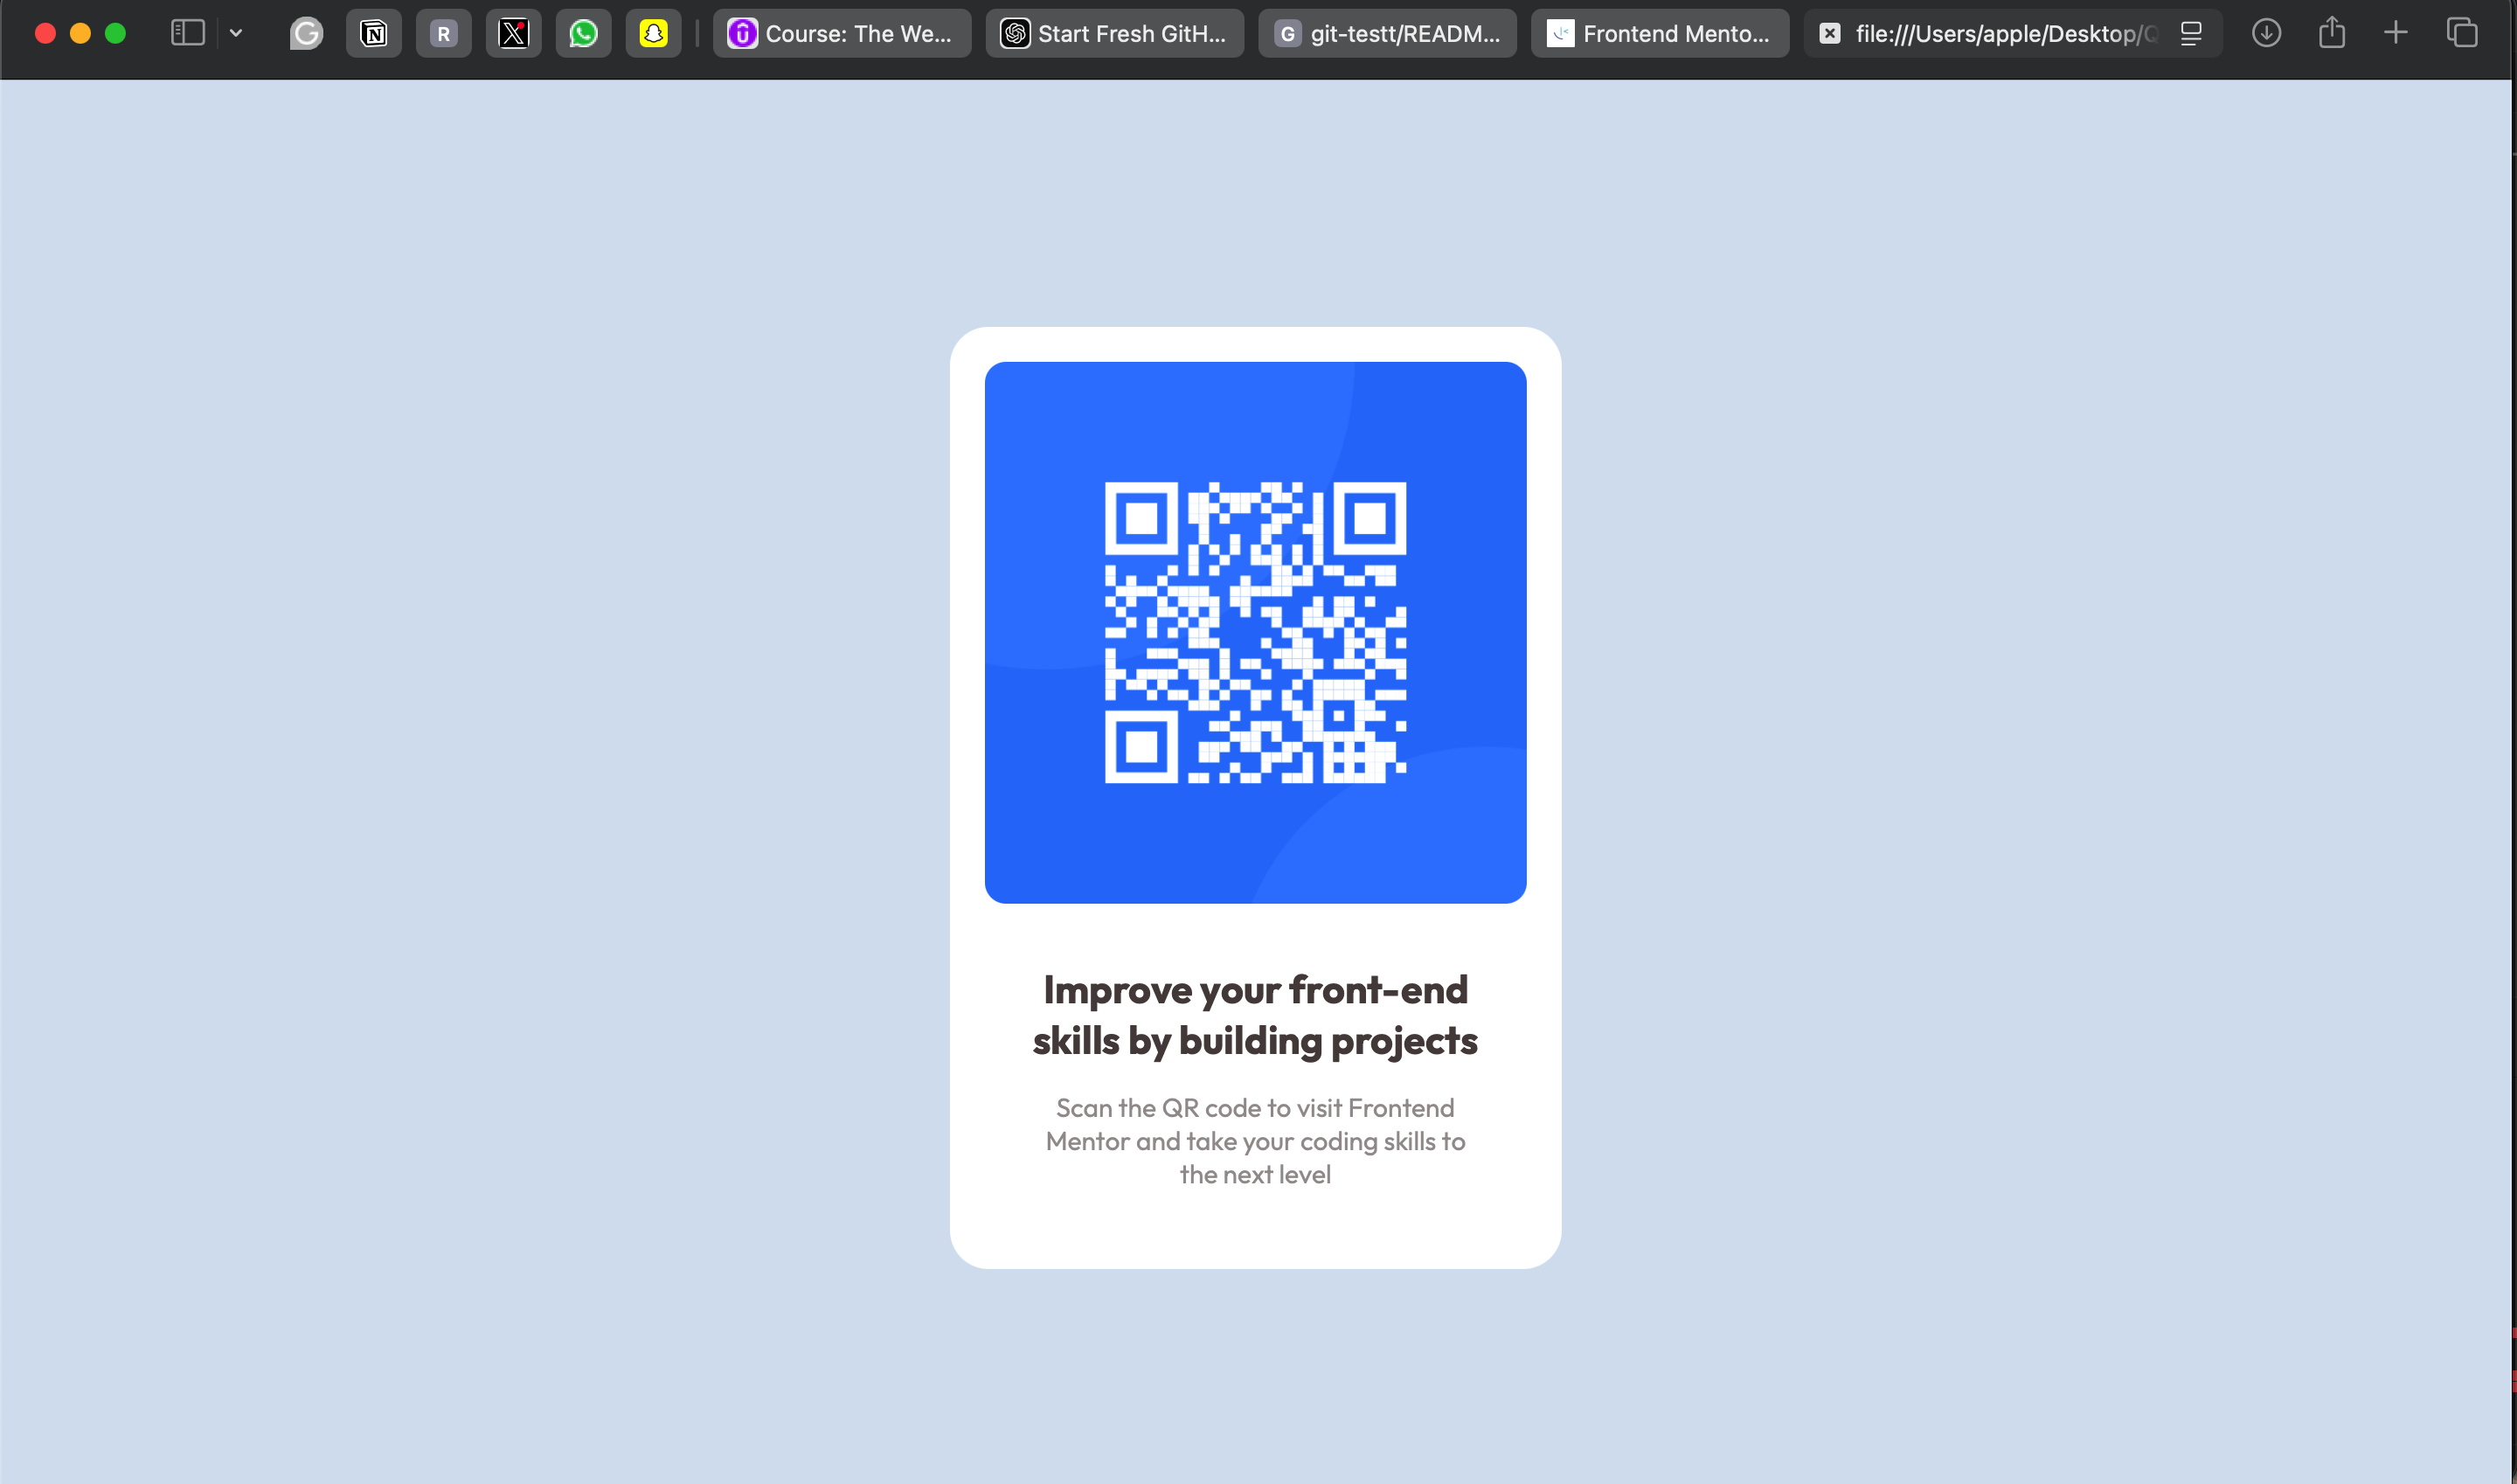 R
Course: The We...
Start Fresh GitH...
G git-testt/READM...
Frontend Mento...
file:///Users/apple/Desktop/Q
Improve your front-end
skills by building projects
Scan the QR code to visit Frontend
Mentor and take your coding skills to
the next level